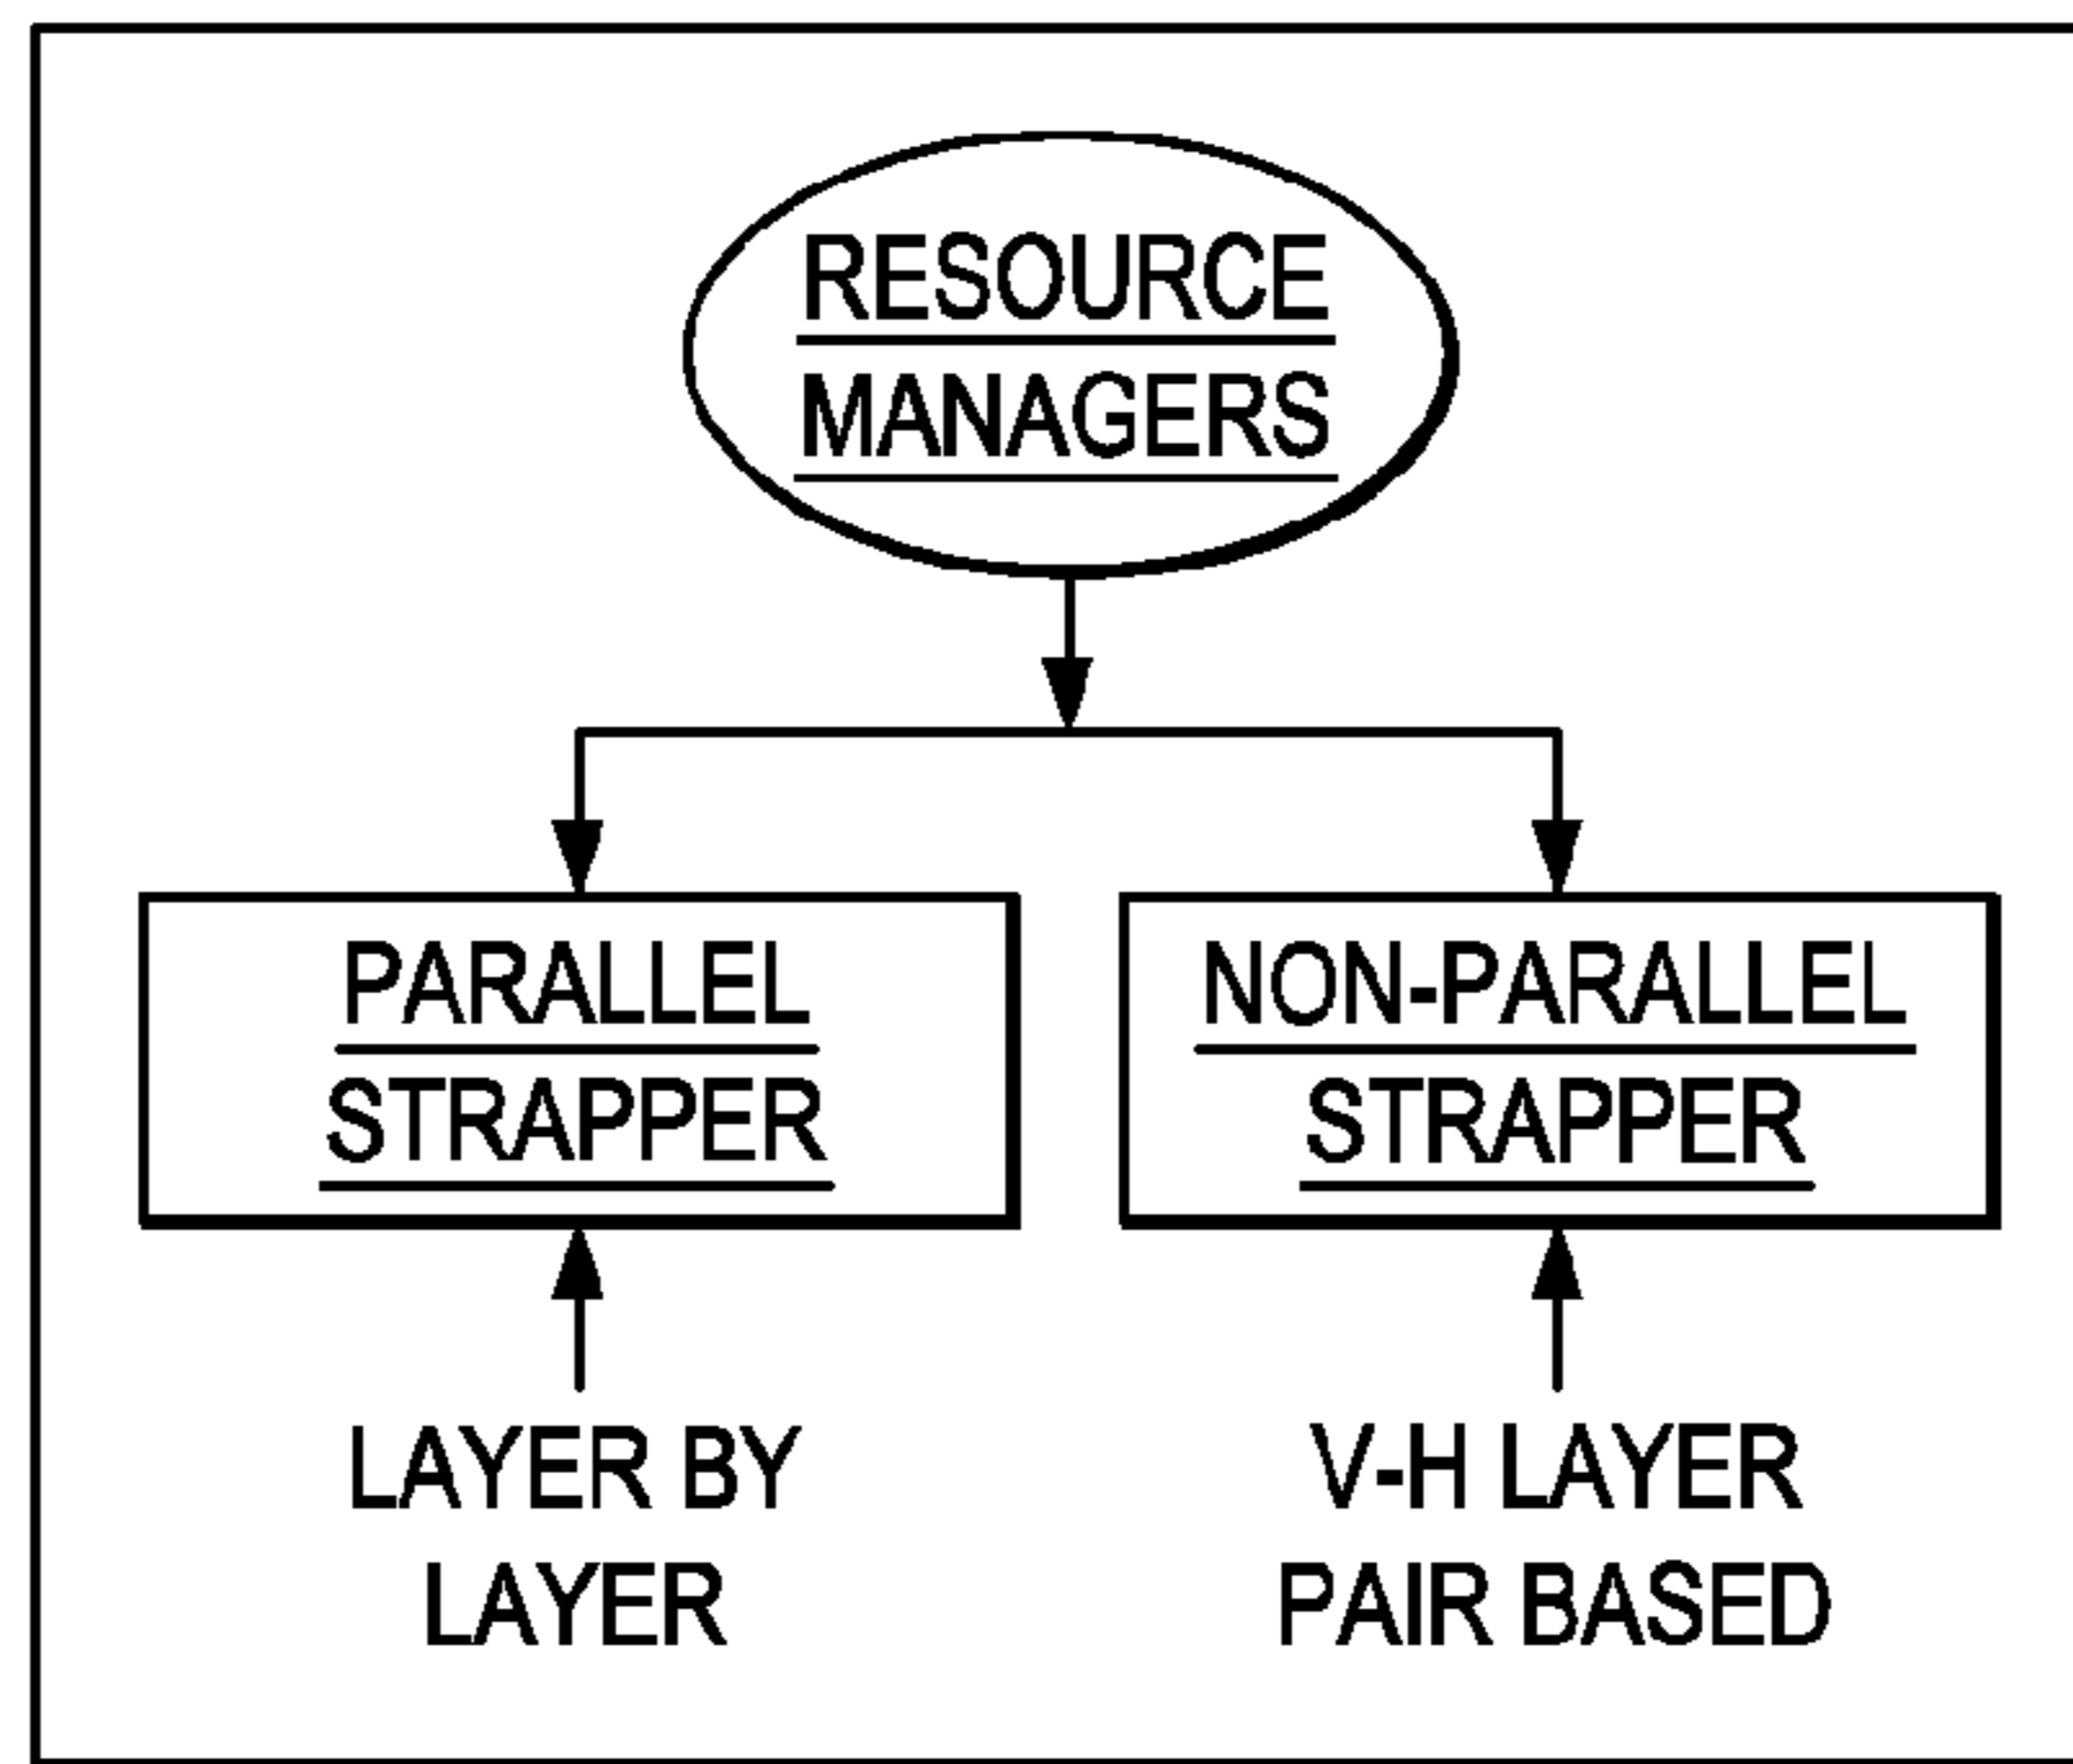 RESOURCE
MANAGERS
PARALLEL
STRAPPER
NON-PARALLEL
STRAPPER
LAYER BY
LAYER
V-H LAYER
PAIR BASED